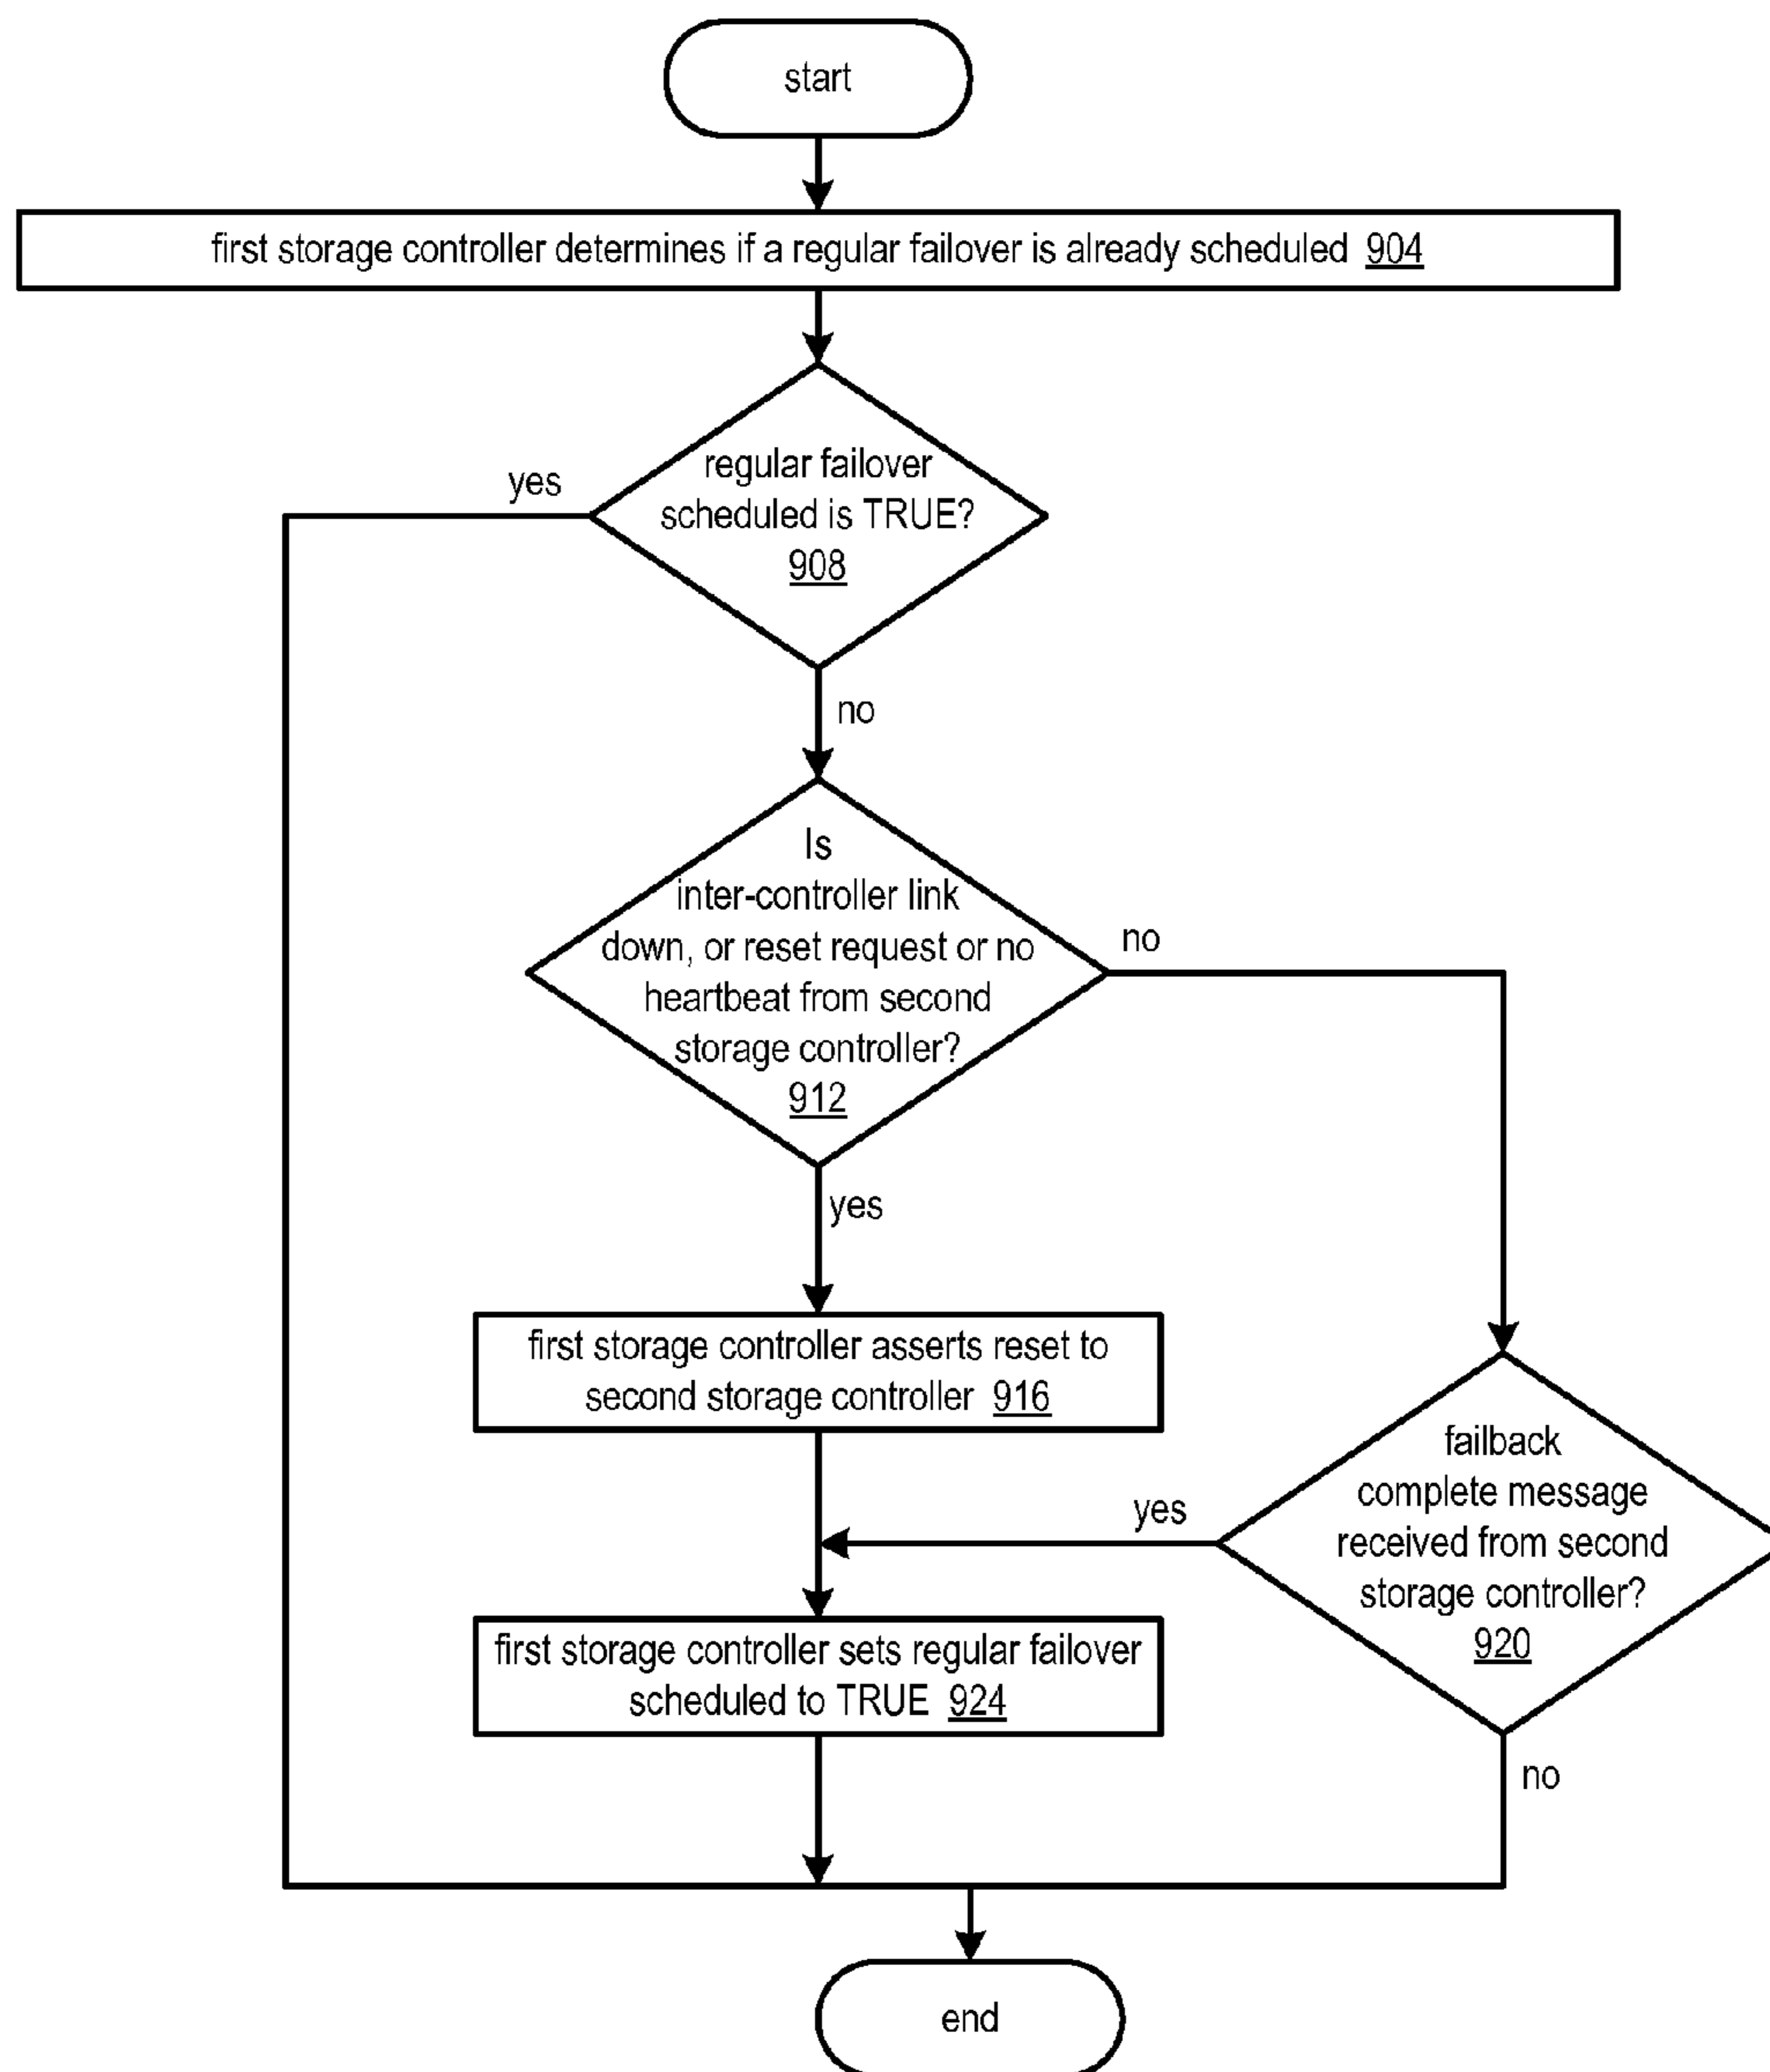 start
first storage controller determines if a regular failover is already scheduled 904
regular failover
scheduled is TRUE?
908
yes
no
Is
inter-controller link
down, or reset request or no
heartbeat from second
storage controller?
912
no
yes
first storage controller asserts reset to
second storage controller 916
failback
complete message
received from second
storage controller?
920
yes
no
first storage controller sets regular failover
scheduled to TRUE 924
end